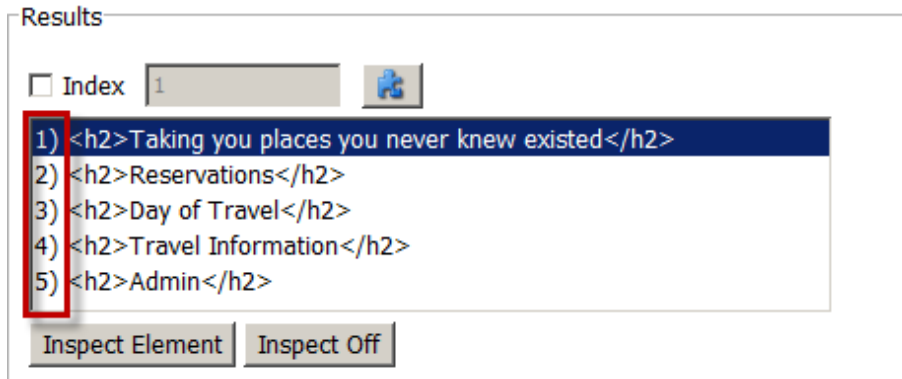 Results
Index 1
1) <h2>Taking you places you never knew existed</h2>
2) <h2>Reservations</h2>
3) <h2>Day of Travel</h2>
4) <h2>Travel Information</h2>
5) <h2>Admin</h2>
Inspect Element Inspect Off